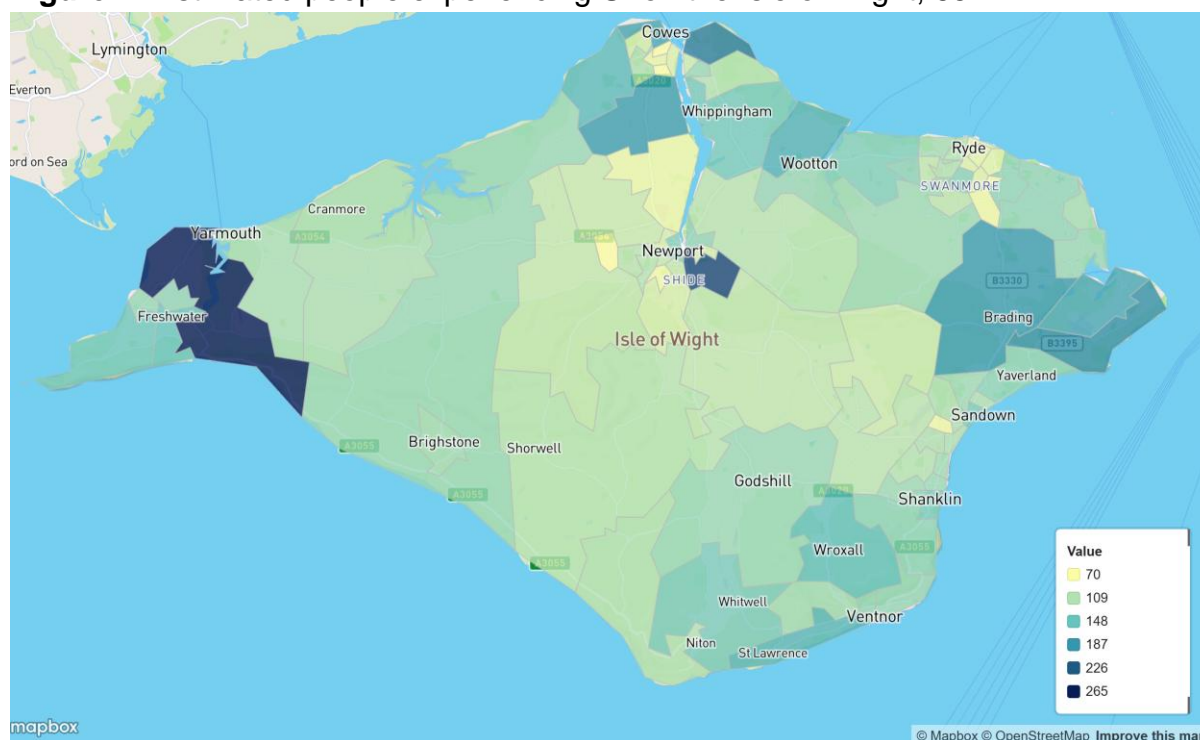 Cowes
Lymington
Everton
Whippingham
ord on Sea
Wootton
Ryde
SWANMORE
Cranmore
Yarmouth
A3054
Newport
SHIDE
B3330
Freshwater
Brading
Isle of Wight
B3395
Yaverland
Sandown
Brighstone
A3055
Shorwell
Godshill
A3055
Shanklin
Wroxall
A3055
A3055
Whitwell
Ventnor
Niton
St Lawrence
Value
70
109
148
187
226
265
mapbox
© Mapbox © OpenStreetMap Improve this ma